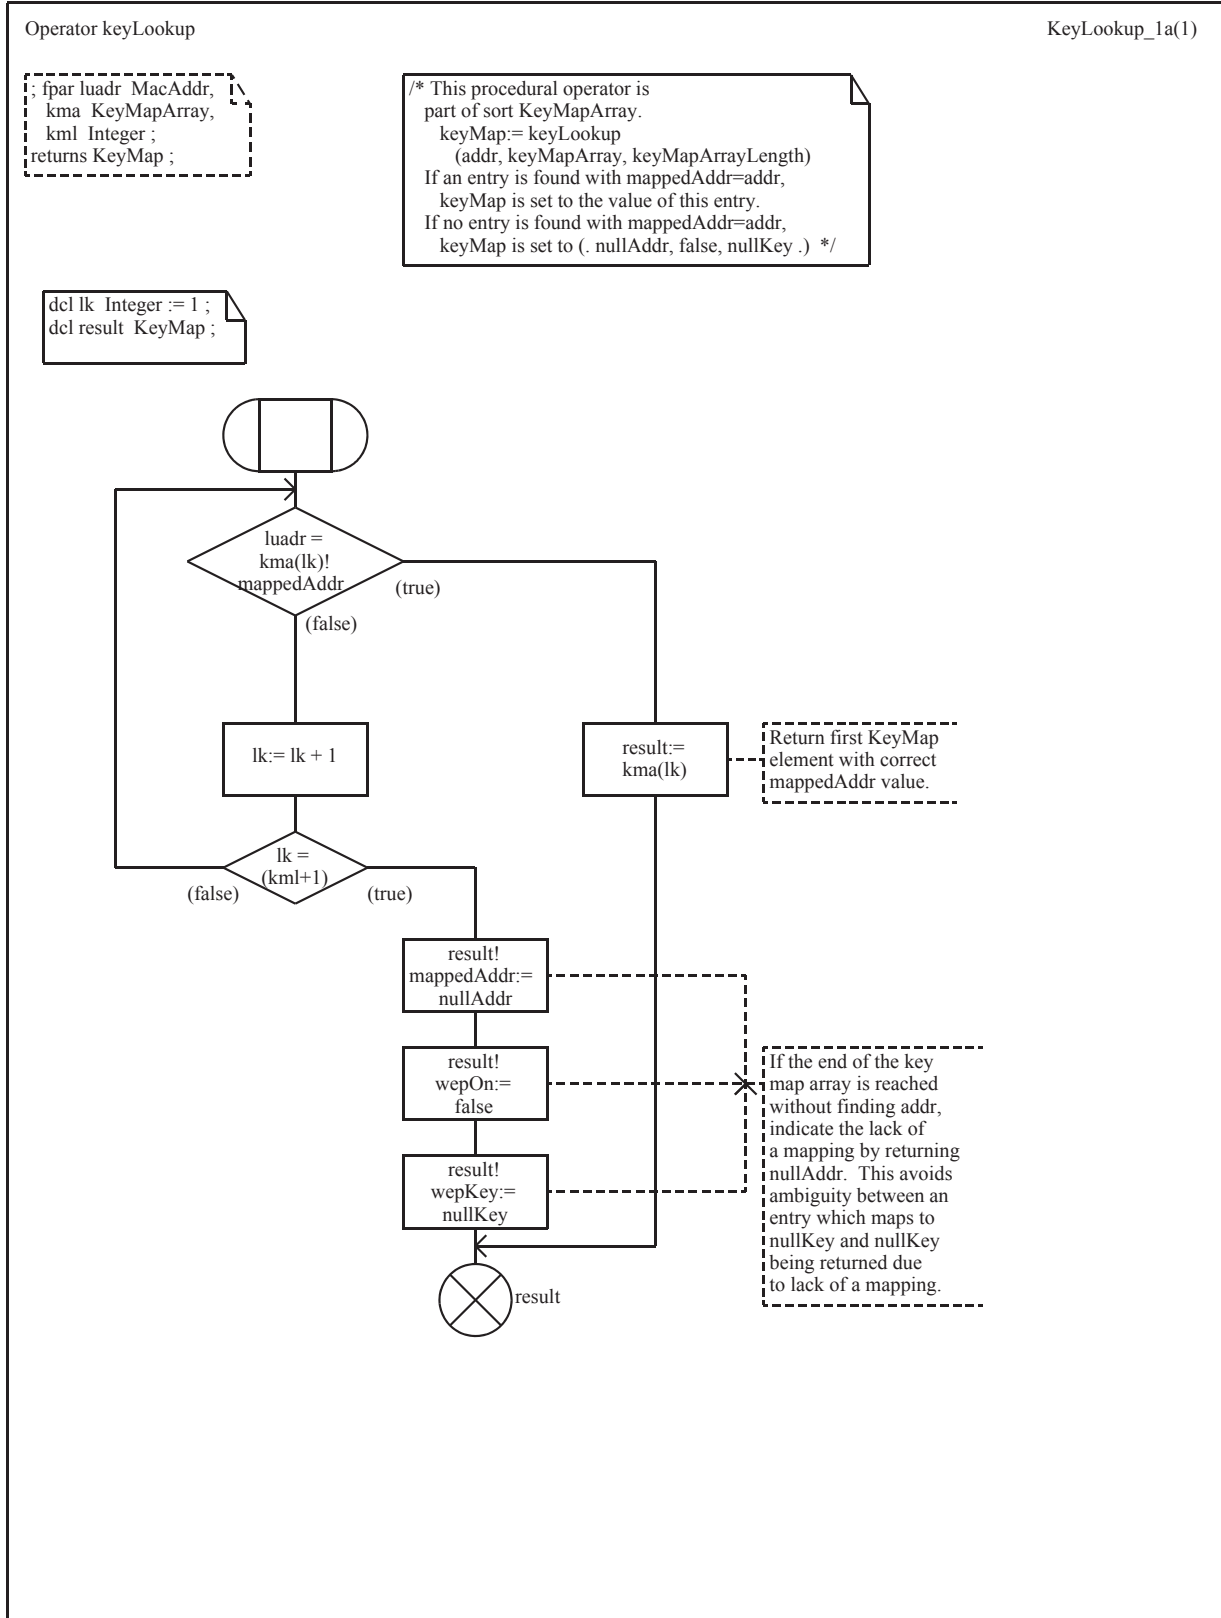 Operator keyLookup
KeyLookup_1a(1)
; fpar luadr MacAddr,
kma KeyMapArray,
kml Integer ;
returns KeyMap ;
/* This procedural operator is
part of sort KeyMapArray.
keyMap:= keyLookup
(addr, keyMapArray, keyMapArrayLength)
If an entry is found with mappedAddr=addr,
keyMap is set to the value of this entry.
If no entry is found with mappedAddr=addr,
keyMap is set to (. nullAddr, false, nullKey .) */
dcl lk Integer := 1 ;
dcl result KeyMap ;
luadr =
kma(lk)!
mappedAddr
(true)
(false)
lk:= lk + 1
result:=
kma(lk)
Return first KeyMap
element with correct
mappedAddr value.
lk =
(kml+1)
(false)
(true)
result!
mappedAddr:=
nullAddr
result!
wepOn:=
false
result!
wepKey:=
nullKey
If the end of the key
map array is reached
without finding addr,
indicate the lack of
a mapping by returning
nullAddr. This avoids
ambiguity between an
entry which maps to
nullKey and nullKey
being returned due
to lack of a mapping.
result